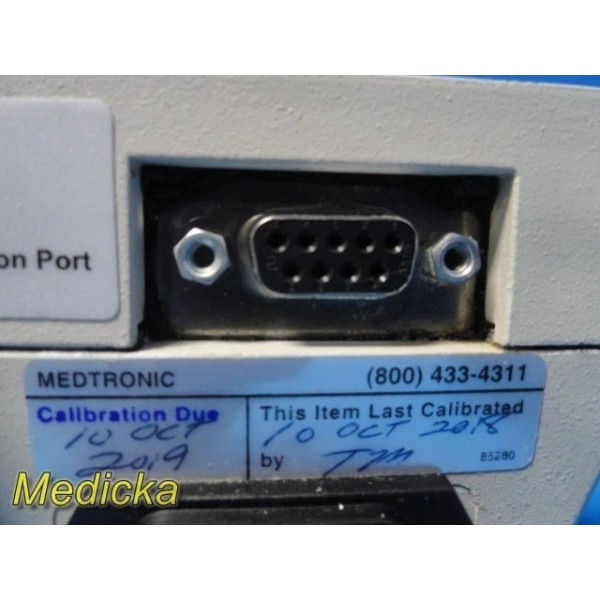 on Port
MEDTRONIC (800) 433-4311
Calibration Due This Item Last Calibrated
10 OCT 10 OCT 2018
2019 by TJM 85280
Medicka